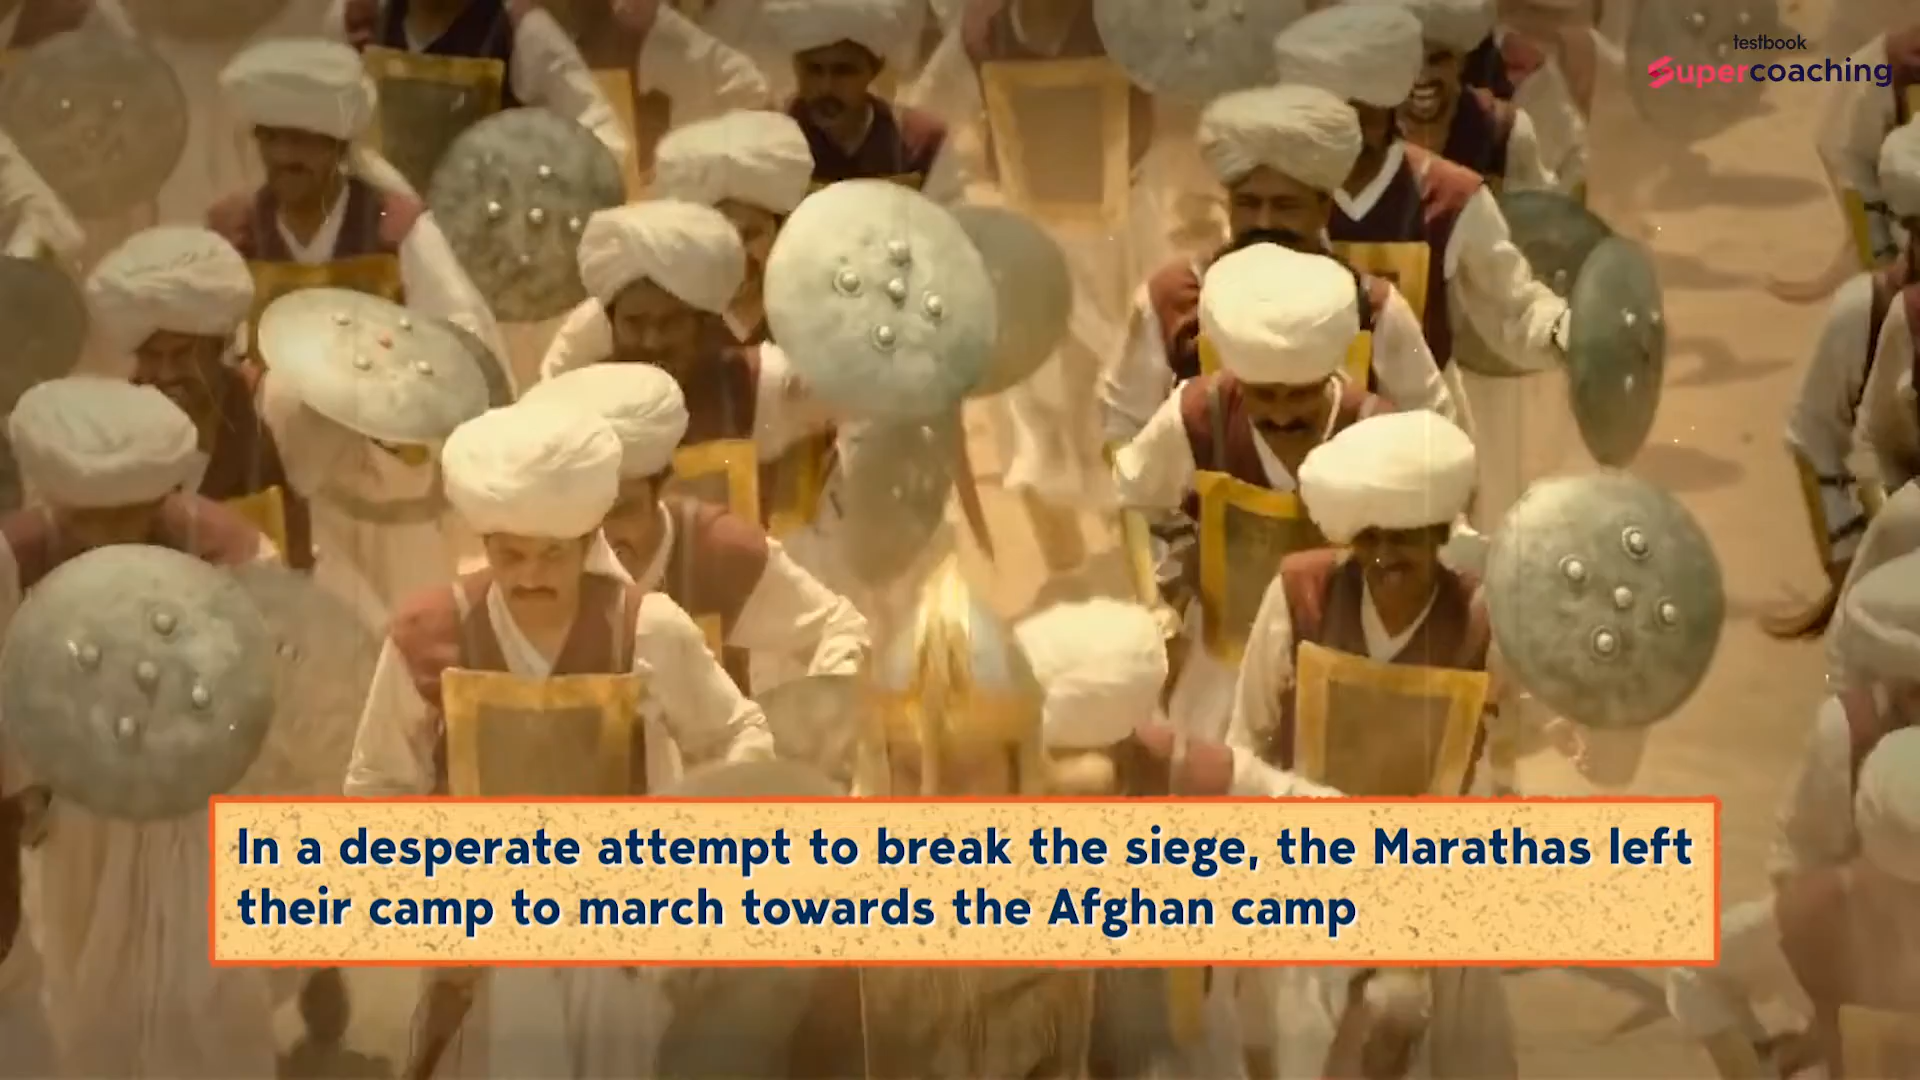 testbook
supercoaching
In a desperate attempt to break the siege, the Marathas left
their camp to march towards the Afghan camp